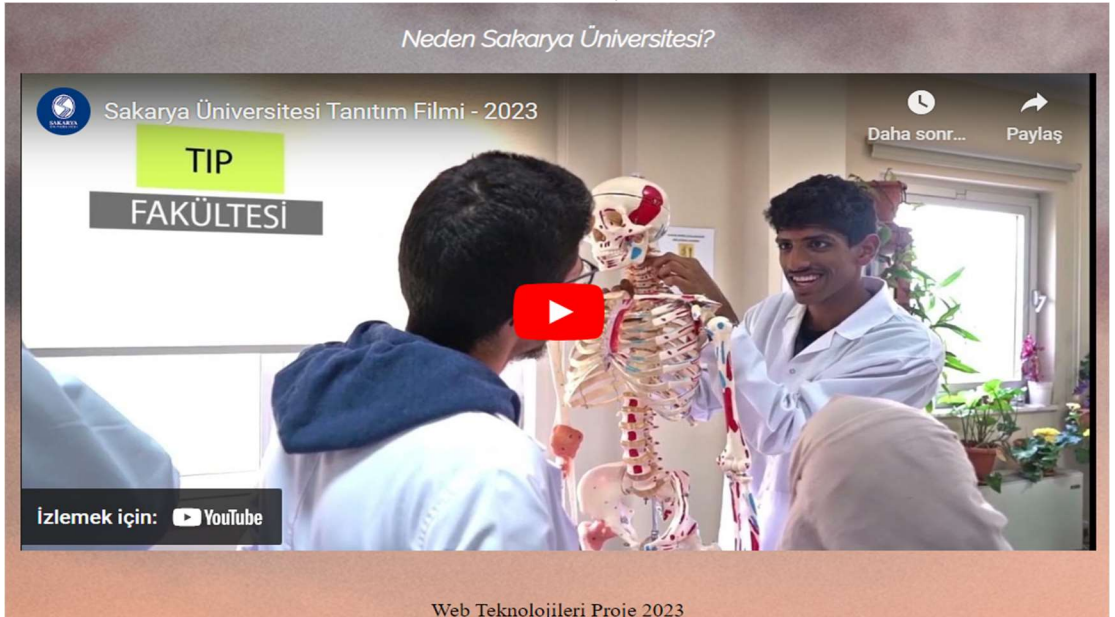 Neden Sakarya Üniversitesi?
SAKARYA
Sakarya Üniversitesi Tanıtım Filmi - 2023
Daha sonr...
Paylaş
TIP
FAKÜLTESİ
İzlemek için:
YouTube
Web Teknolojileri Proje 2023